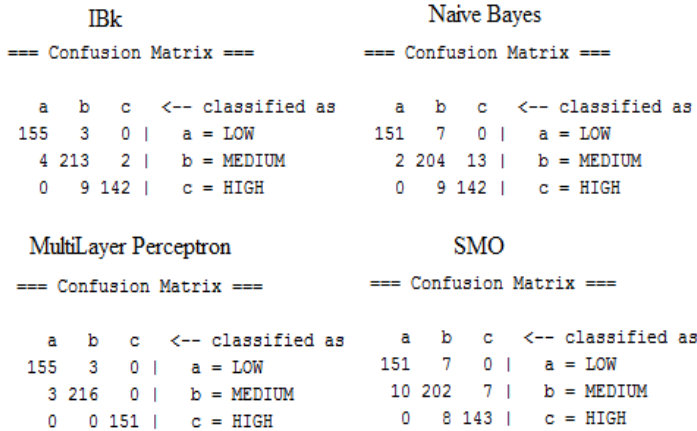 IBk
=== Confusion Matrix ===
a b c <-- classified as
155 3 0 | a = LOW
4 213 2 | b = MEDIUM
0 9 142 | c = HIGH
Naive Bayes
=== Confusion Matrix ===
a b c <-- classified as
151 7 0 | a = LOW
2 204 13 | b = MEDIUM
0 9 142 | c = HIGH
MultiLayer Perceptron
=== Confusion Matrix ===
a b c <-- classified as
155 3 0 | a = LOW
3 216 0 | b = MEDIUM
0 0 151 | c = HIGH
SMO
=== Confusion Matrix ===
a b c <-- classified as
151 7 0 | a = LOW
10 202 7 | b = MEDIUM
0 8 143 | c = HIGH